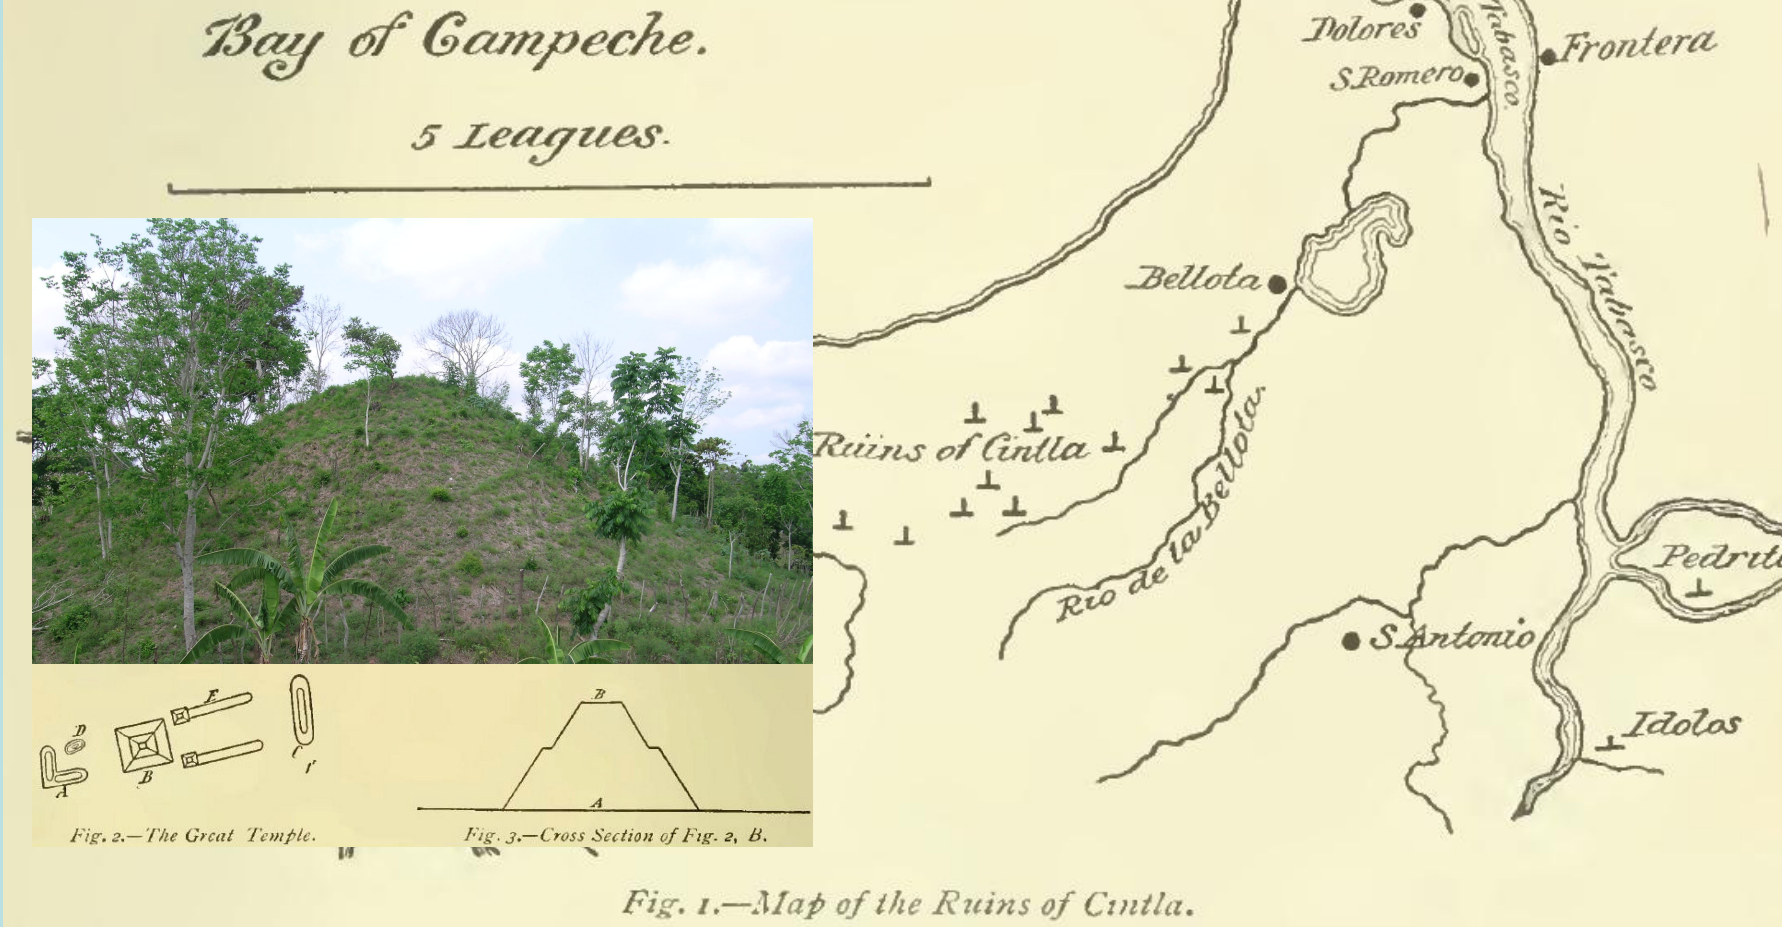 Bay of Campeche.
5 Leagues.
Dolores
Tabasco.
Frontera
S. Romero
Rio Tabasco
Bellota
Ruins of Cintla
Rio de la Bellota.
Pedrita
S. Antonio
Idolos
E
D
B
A
F
B
A
Fig. 2.—The Great Temple.
Fig. 3.—Cross Section of Fig. 2, B.
Fig. 1.—Map of the Ruins of Cintla.